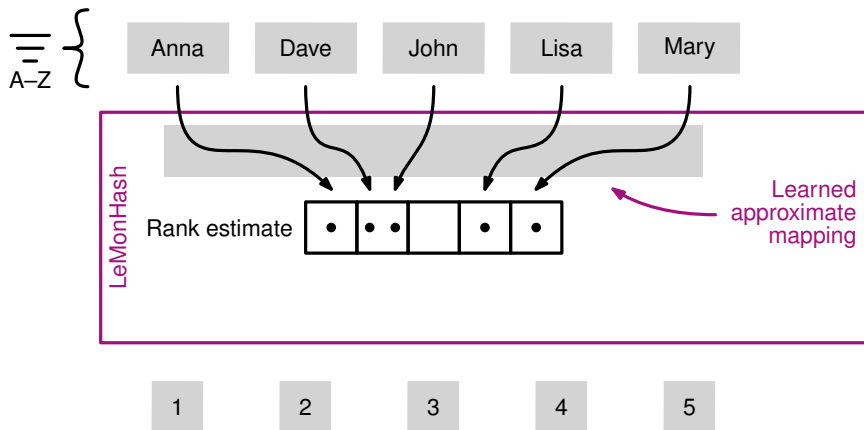 A–Z
Anna
Dave
John
Lisa
Mary
LeMonHash
Rank estimate
Learned
approximate
mapping
1
2
3
4
5